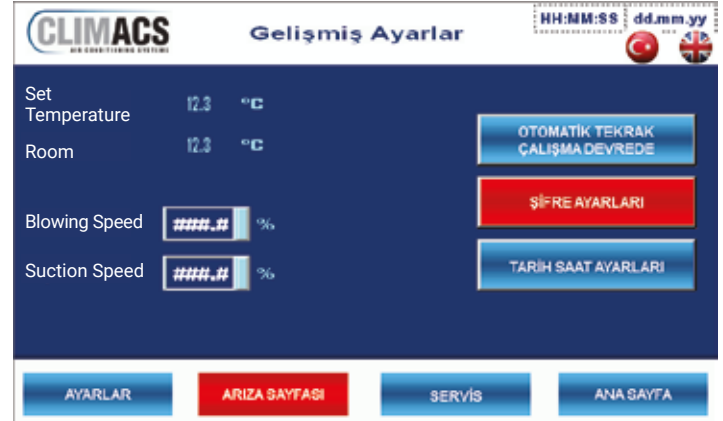 CLIMACS
AIR CONDITIONING SYSTEMS
Gelişmiş Ayarlar
HH:MM:SS dd.mm.yy
Set
Temperature
12.3 °C
Room
12.3 °C
OTOMATİK TEKRAK
ÇALIŞMA DEVREDE
ŞİFRE AYARLARI
Blowing Speed ###.# %
Suction Speed ###.# %
TARİH SAAT AYARLARI
AYARLAR
ARIZA SAYFASI
SERVİS
ANA SAYFA